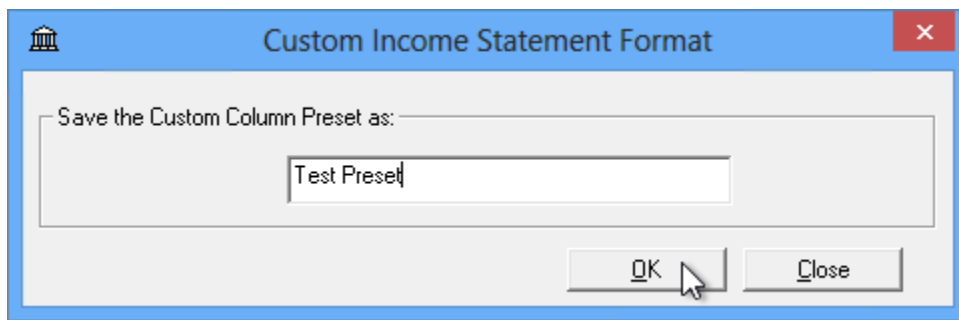 Custom Income Statement Format
Save the Custom Column Preset as:
Test Preset
OK
Close